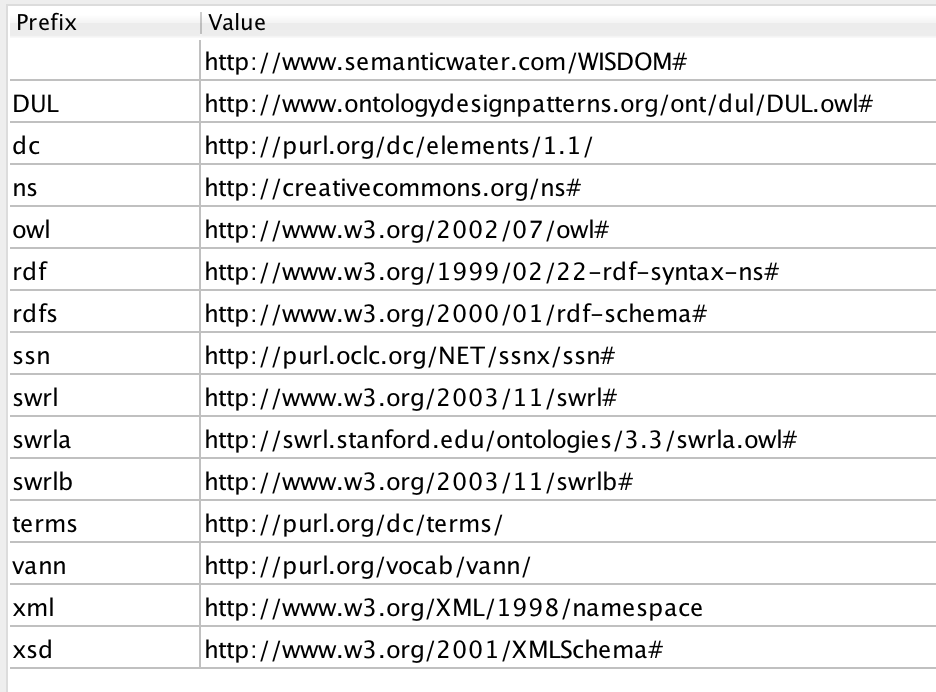 Prefix Value
http://www.semanticwater.com/WISDOM#
DUL http://www.ontologydesignpatterns.org/ont/dul/DUL.owl#
dc http://purl.org/dc/elements/1.1/
ns http://creativecommons.org/ns#
owl http://www.w3.org/2002/07/owl#
rdf http://www.w3.org/1999/02/22-rdf-syntax-ns#
rdfs http://www.w3.org/2000/01/rdf-schema#
ssn http://purl.oclc.org/NET/ssnx/ssn#
swrl http://www.w3.org/2003/11/swrl#
swrla http://swrl.stanford.edu/ontologies/3.3/swrla.owl#
swrlb http://www.w3.org/2003/11/swrlb#
terms http://purl.org/dc/terms/
vann http://purl.org/vocab/vann/
xml http://www.w3.org/XML/1998/namespace
xsd http://www.w3.org/2001/XMLSchema#